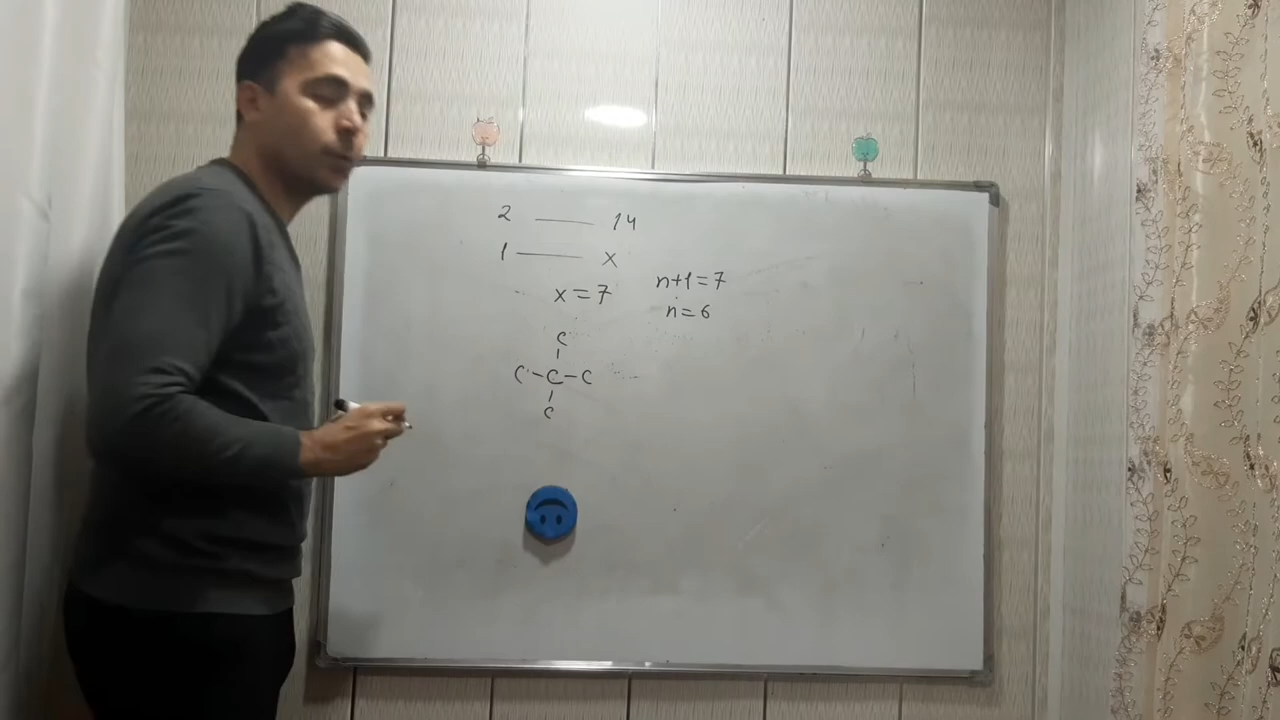 2 —— 14
1 —— x
x = 7
n+1=7
n=6
C
|
C–C–C
|
C